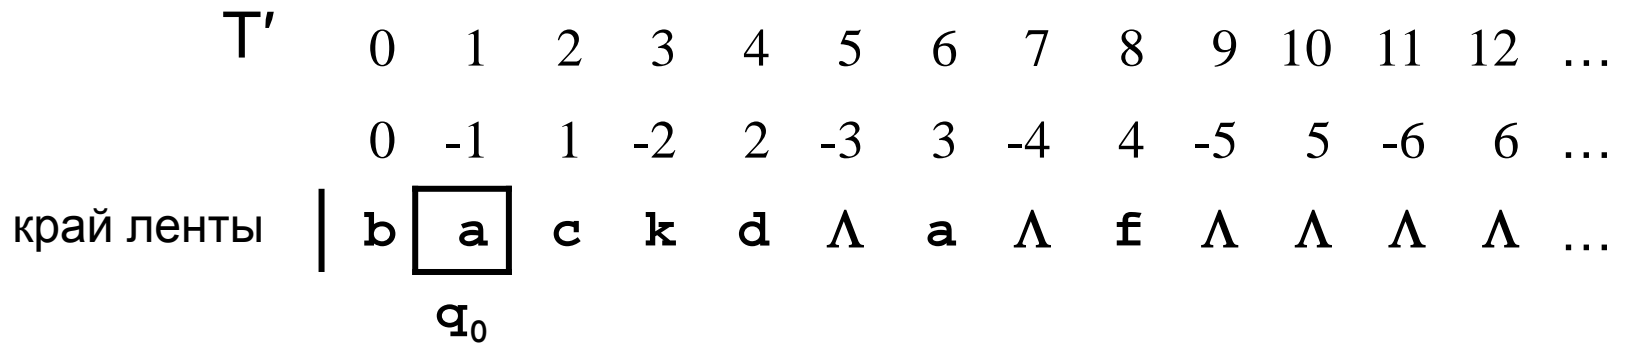 T′ 0 1 2 3 4 5 6 7 8 9 10 11 12 …
0 -1 1 -2 2 -3 3 -4 4 -5 5 -6 6 …
край ленты | b a c k d Λ a Λ f Λ Λ Λ Λ …
q₀